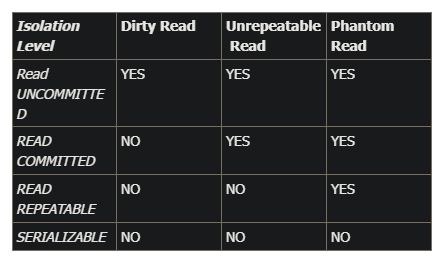 Isolation Level Dirty Read Unrepeatable Read Phantom Read
Read UNCOMMITTED YES YES YES
READ COMMITTED NO YES YES
READ REPEATABLE NO NO YES
SERIALIZABLE NO NO NO